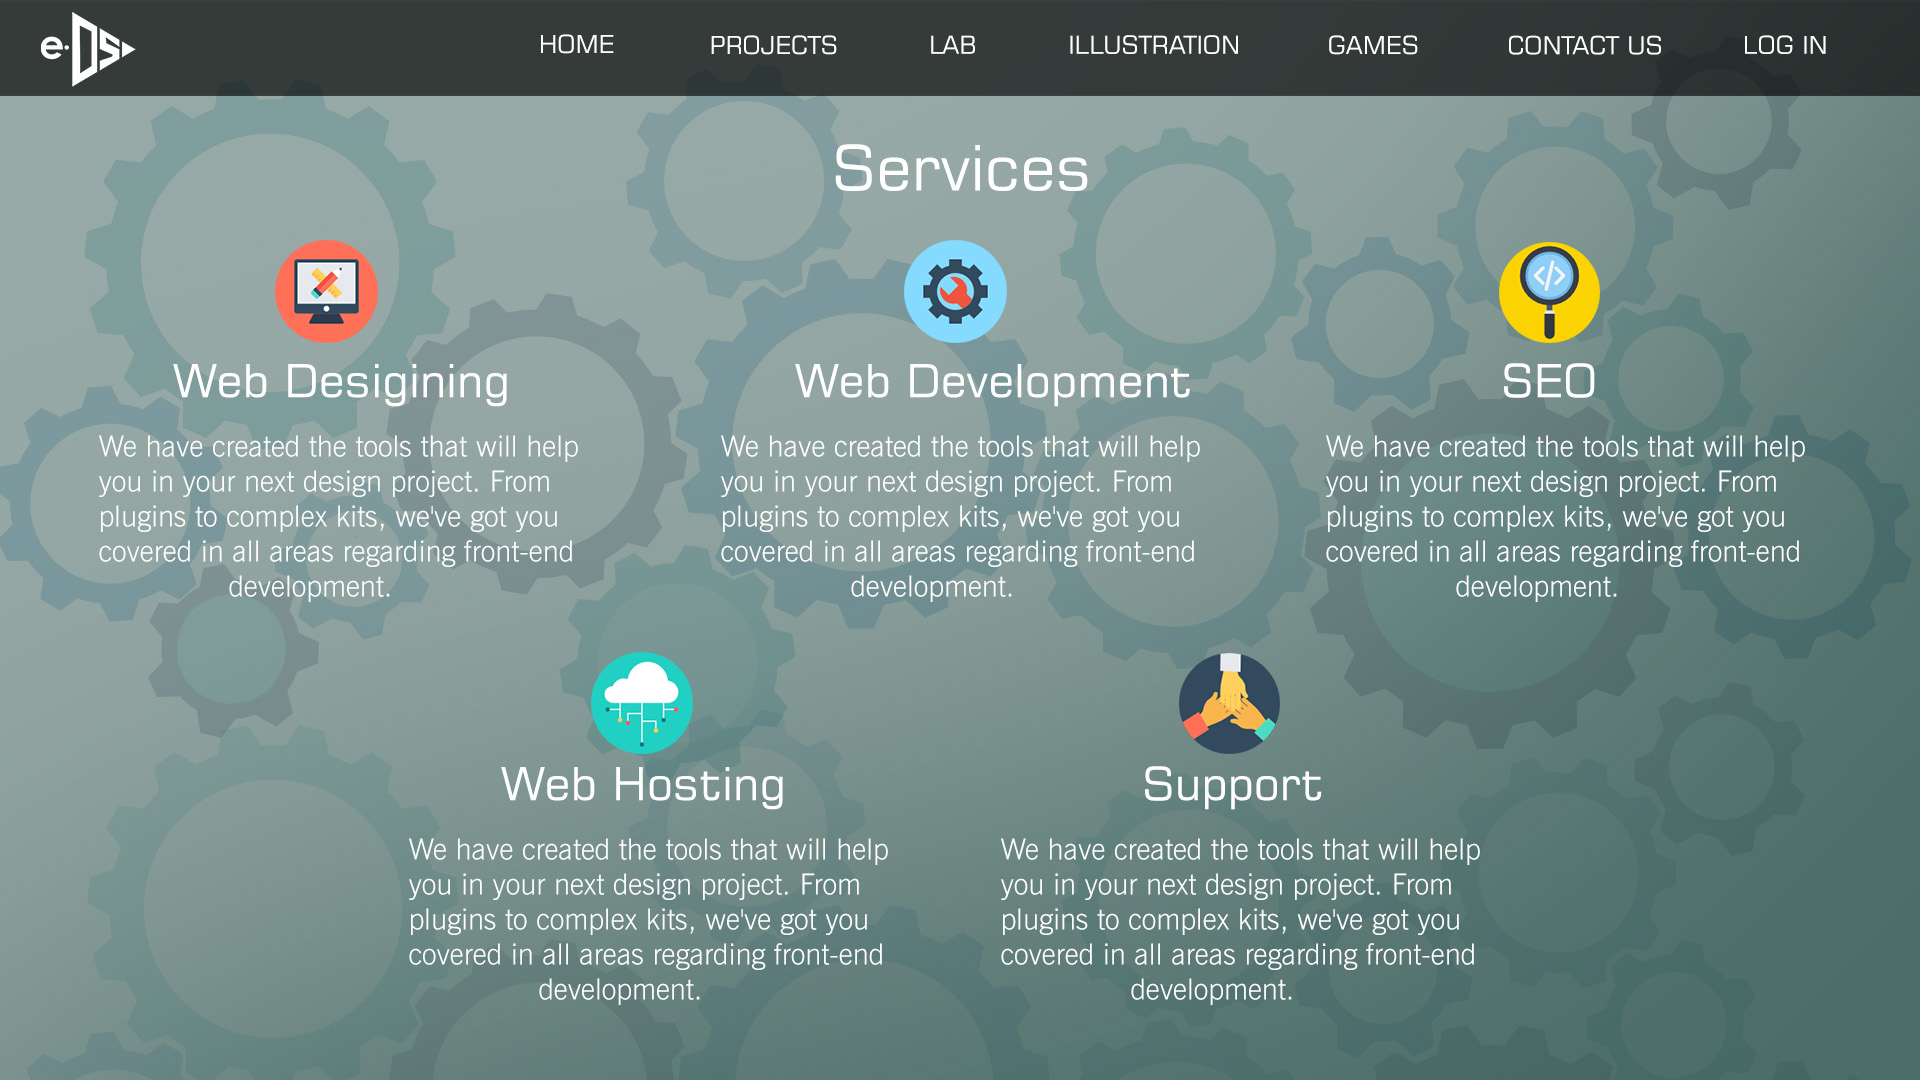 e-DS
HOME PROJECTS LAB ILLUSTRATION GAMES CONTACT US LOG IN
Services
</>
Web Desigining
We have created the tools that will help
you in your next design project. From
plugins to complex kits, we've got you
covered in all areas regarding front-end
development.
Web Development
We have created the tools that will help
you in your next design project. From
plugins to complex kits, we've got you
covered in all areas regarding front-end
development.
SEO
We have created the tools that will help
you in your next design project. From
plugins to complex kits, we've got you
covered in all areas regarding front-end
development.
Web Hosting
We have created the tools that will help
you in your next design project. From
plugins to complex kits, we've got you
covered in all areas regarding front-end
development.
Support
We have created the tools that will help
you in your next design project. From
plugins to complex kits, we've got you
covered in all areas regarding front-end
development.